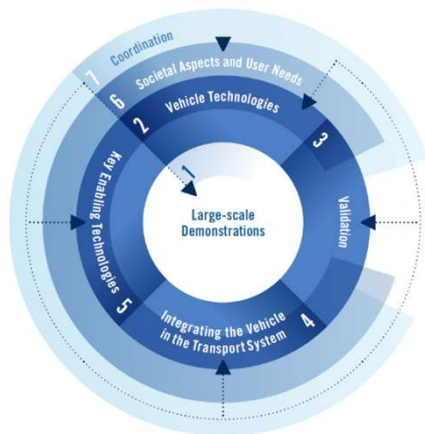 7 Coordination
6 Societal Aspects and User Needs
2 Vehicle Technologies
3 Validation
1
Large-scale
Demonstrations
Key Enabling Technologies 5
Integrating the Vehicle 4
in the Transport System